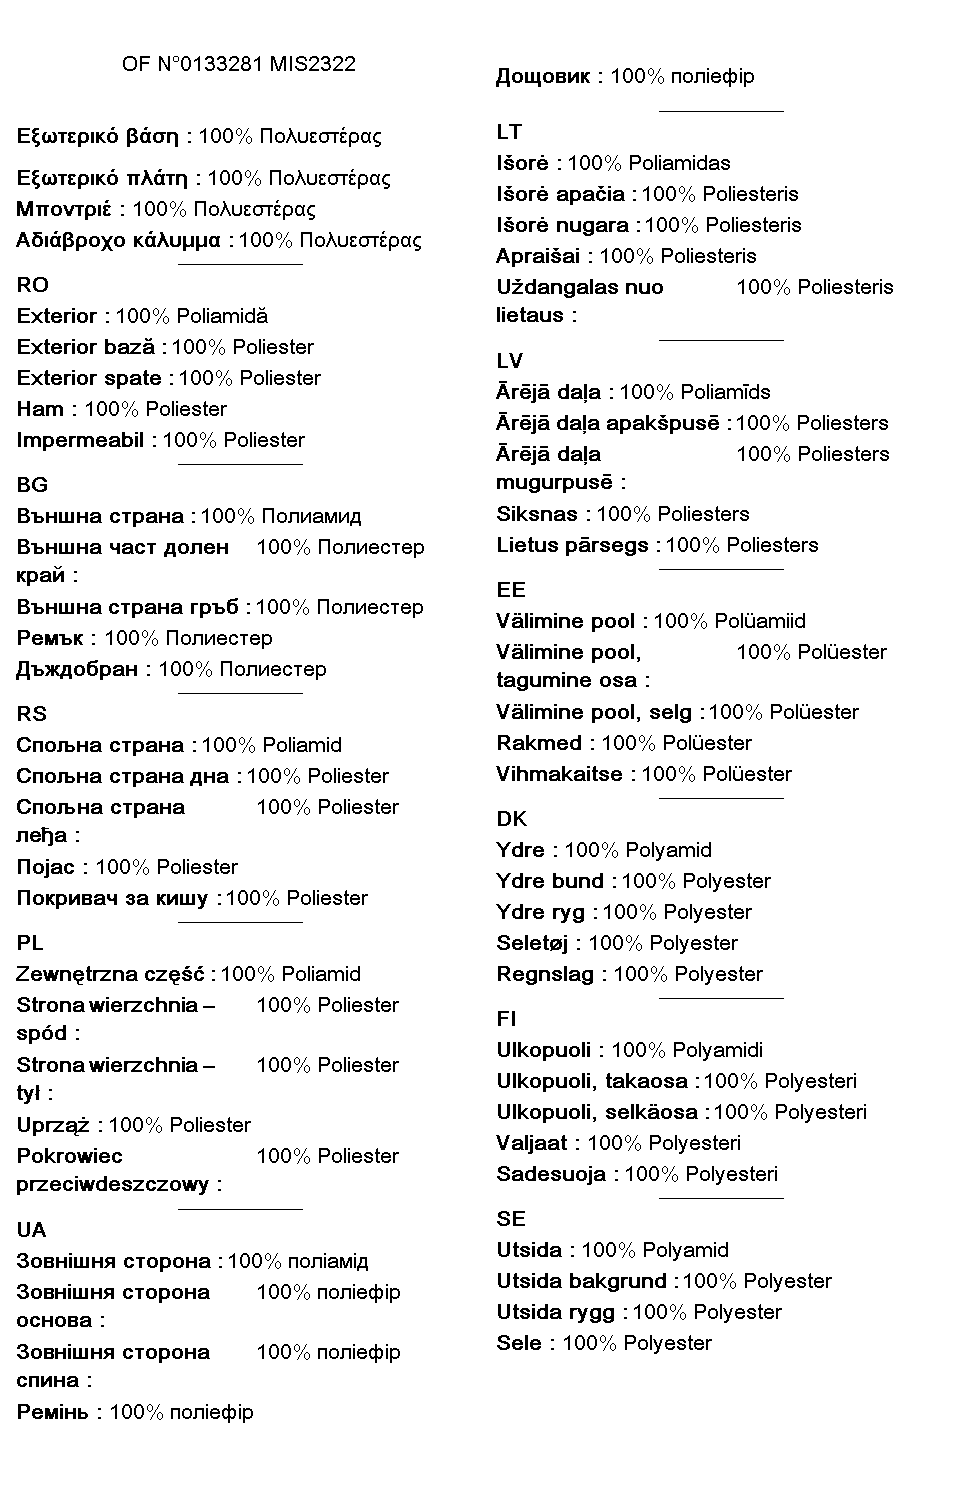 OF N°0133281 MIS2322
Εξωτερικό βάση : 100% Πολυεστέρας
Εξωτερικό πλάτη : 100% Πολυεστέρας
Μποντριέ : 100% Πολυεστέρας
Αδιάβροχο κάλυμμα : 100% Πολυεστέρας
RO
Exterior : 100% Poliamidă
Exterior bază : 100% Poliester
Exterior spate : 100% Poliester
Ham : 100% Poliester
Impermeabil : 100% Poliester
BG
Външна страна : 100% Полиамид
Външна част долен 100% Полиестер
край :
Външна страна гръб : 100% Полиестер
Ремък : 100% Полиестер
Дъждобран : 100% Полиестер
RS
Спољна страна : 100% Poliamid
Спољна страна дна : 100% Poliester
Спољна страна 100% Poliester
леђа :
Појас : 100% Poliester
Покривач за кишу : 100% Poliester
PL
Zewnętrzna część : 100% Poliamid
Strona wierzchnia – 100% Poliester
spód :
Strona wierzchnia – 100% Poliester
tył :
Uprząż : 100% Poliester
Pokrowiec 100% Poliester
przeciwdeszczowy :
UA
Зовнішня сторона : 100% поліамід
Зовнішня сторона 100% поліефір
основа :
Зовнішня сторона 100% поліефір
спина :
Ремінь : 100% поліефір
Дощовик : 100% поліефір
LT
Išorė : 100% Poliamidas
Išorė apačia : 100% Poliesteris
Išorė nugara : 100% Poliesteris
Apraišai : 100% Poliesteris
Uždangalas nuo 100% Poliesteris
lietaus :
LV
Ārējā daļa : 100% Poliamīds
Ārējā daļa apakšpusē : 100% Poliesters
Ārējā daļa 100% Poliesters
mugurpusē :
Siksnas : 100% Poliesters
Lietus pārsegs : 100% Poliesters
EE
Välimine pool : 100% Polüamiid
Välimine pool, 100% Polüester
tagumine osa :
Välimine pool, selg : 100% Polüester
Rakmed : 100% Polüester
Vihmakaitse : 100% Polüester
DK
Ydre : 100% Polyamid
Ydre bund : 100% Polyester
Ydre ryg : 100% Polyester
Seletøj : 100% Polyester
Regnslag : 100% Polyester
FI
Ulkopuoli : 100% Polyamidi
Ulkopuoli, takaosa : 100% Polyesteri
Ulkopuoli, selkäosa : 100% Polyesteri
Valjaat : 100% Polyesteri
Sadesuoja : 100% Polyesteri
SE
Utsida : 100% Polyamid
Utsida bakgrund : 100% Polyester
Utsida rygg : 100% Polyester
Sele : 100% Polyester